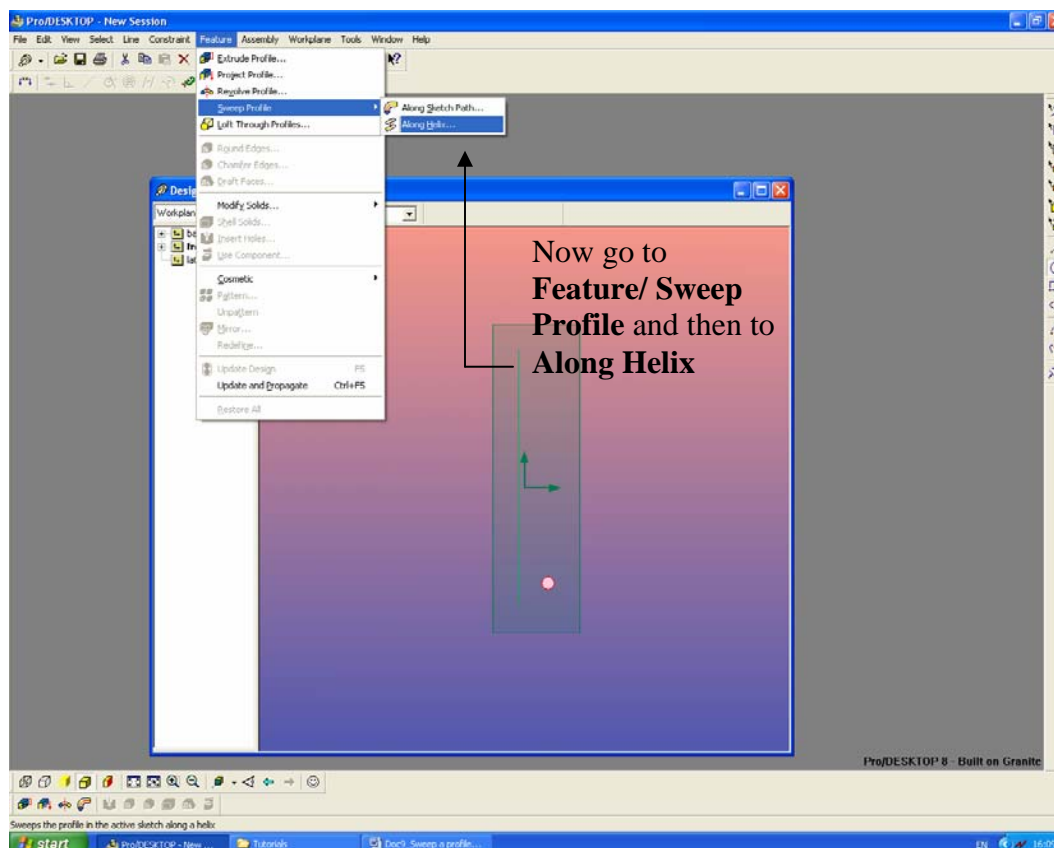 Pro/DESKTOP - New Session
File Edit View Select Line Constraint Feature Assembly Workplane Tools Window Help
Extrude Profile...
Project Profile...
Revolve Profile...
Sweep Profile
Along Sketch Path...
Along Helix...
Loft Through Profiles...
Round Edges...
Chamfer Edges...
Draft Faces...
Modify Solids...
Shell Solids...
Insert Holes...
Use Component...
Cosmetic
Pattern...
Unpattern
Mirror...
Redefine...
Update Design F5
Update and Propagate Ctrl+F5
Restore All
Now go to
Feature/ Sweep
Profile and then to
Along Helix
Pro/DESKTOP 8 - Built on Granite
Sweeps the profile in the active sketch along a helix
start Pro/DESKTOP - New ... Tutorials Doc9 Sweep a profile... EN